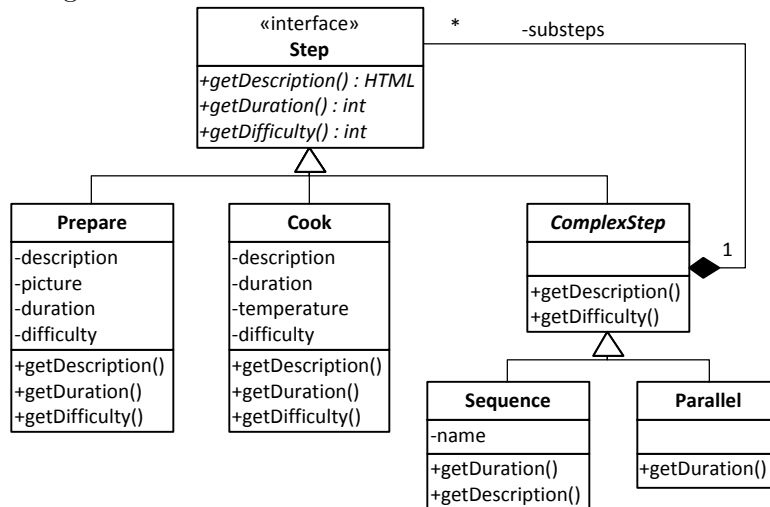 «interface»
Step
+getDescription() : HTML
+getDuration() : int
+getDifficulty() : int
*
-substeps
Prepare
-description
-picture
-duration
-difficulty
+getDescription()
+getDuration()
+getDifficulty()
Cook
-description
-duration
-temperature
-difficulty
+getDescription()
+getDuration()
+getDifficulty()
ComplexStep
+getDescription()
+getDifficulty()
1
Sequence
-name
+getDuration()
+getDescription()
Parallel
+getDuration()